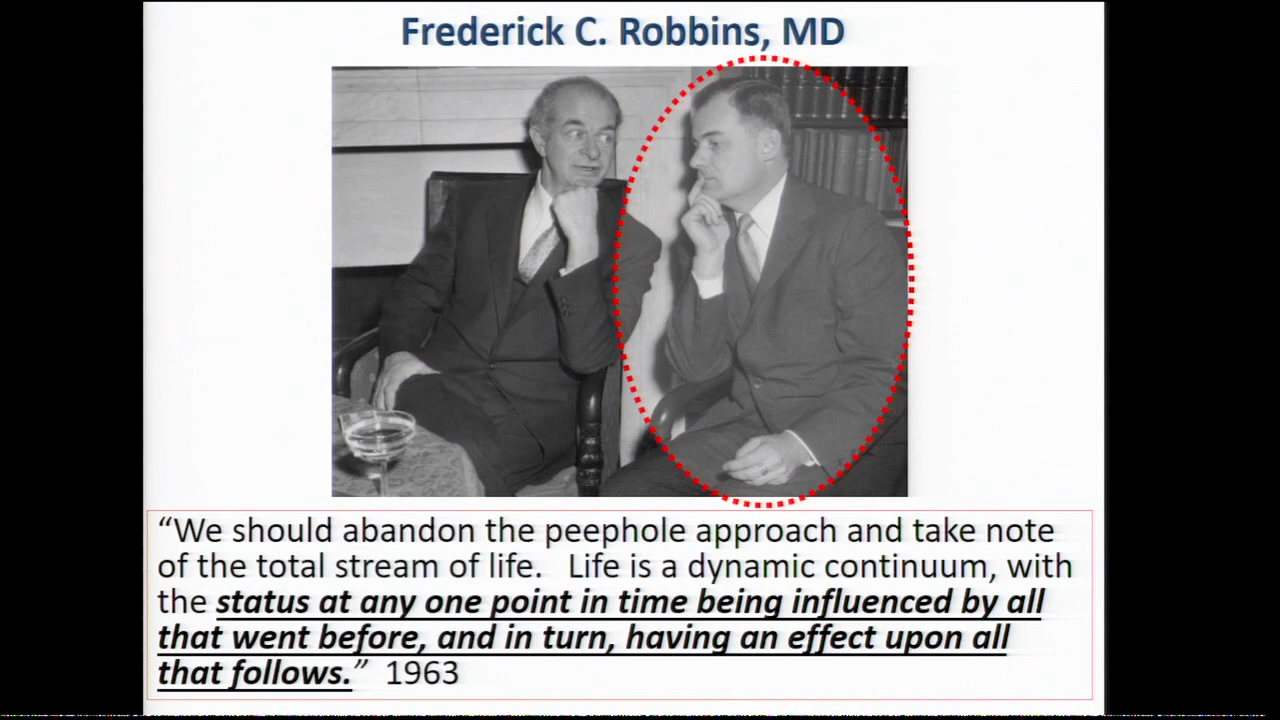 Frederick C. Robbins, MD
“We should abandon the peephole approach and take note
of the total stream of life. Life is a dynamic continuum, with
the status at any one point in time being influenced by all
that went before, and in turn, having an effect upon all
that follows.” 1963